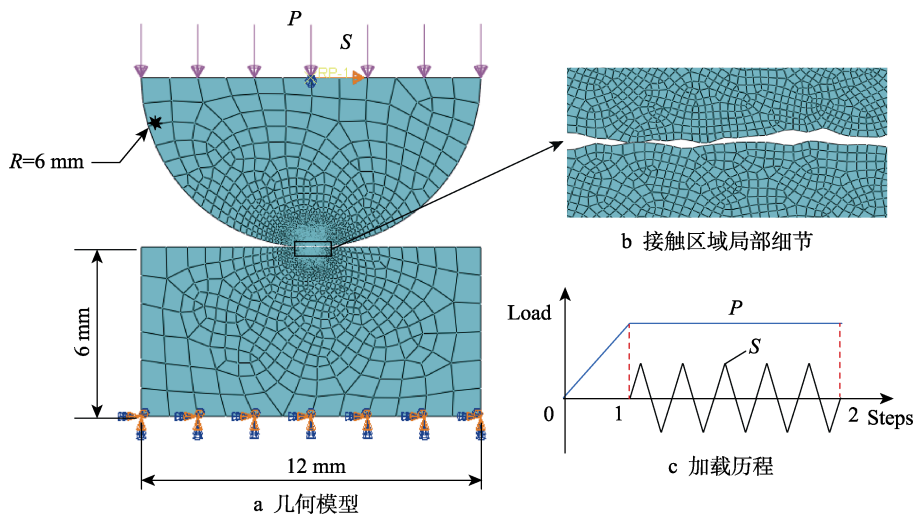 P
S
RP-1
R=6 mm
6 mm
12 mm
a 几何模型
b 接触区域局部细节
Load
P
S
0
1
2
Steps
c 加载历程